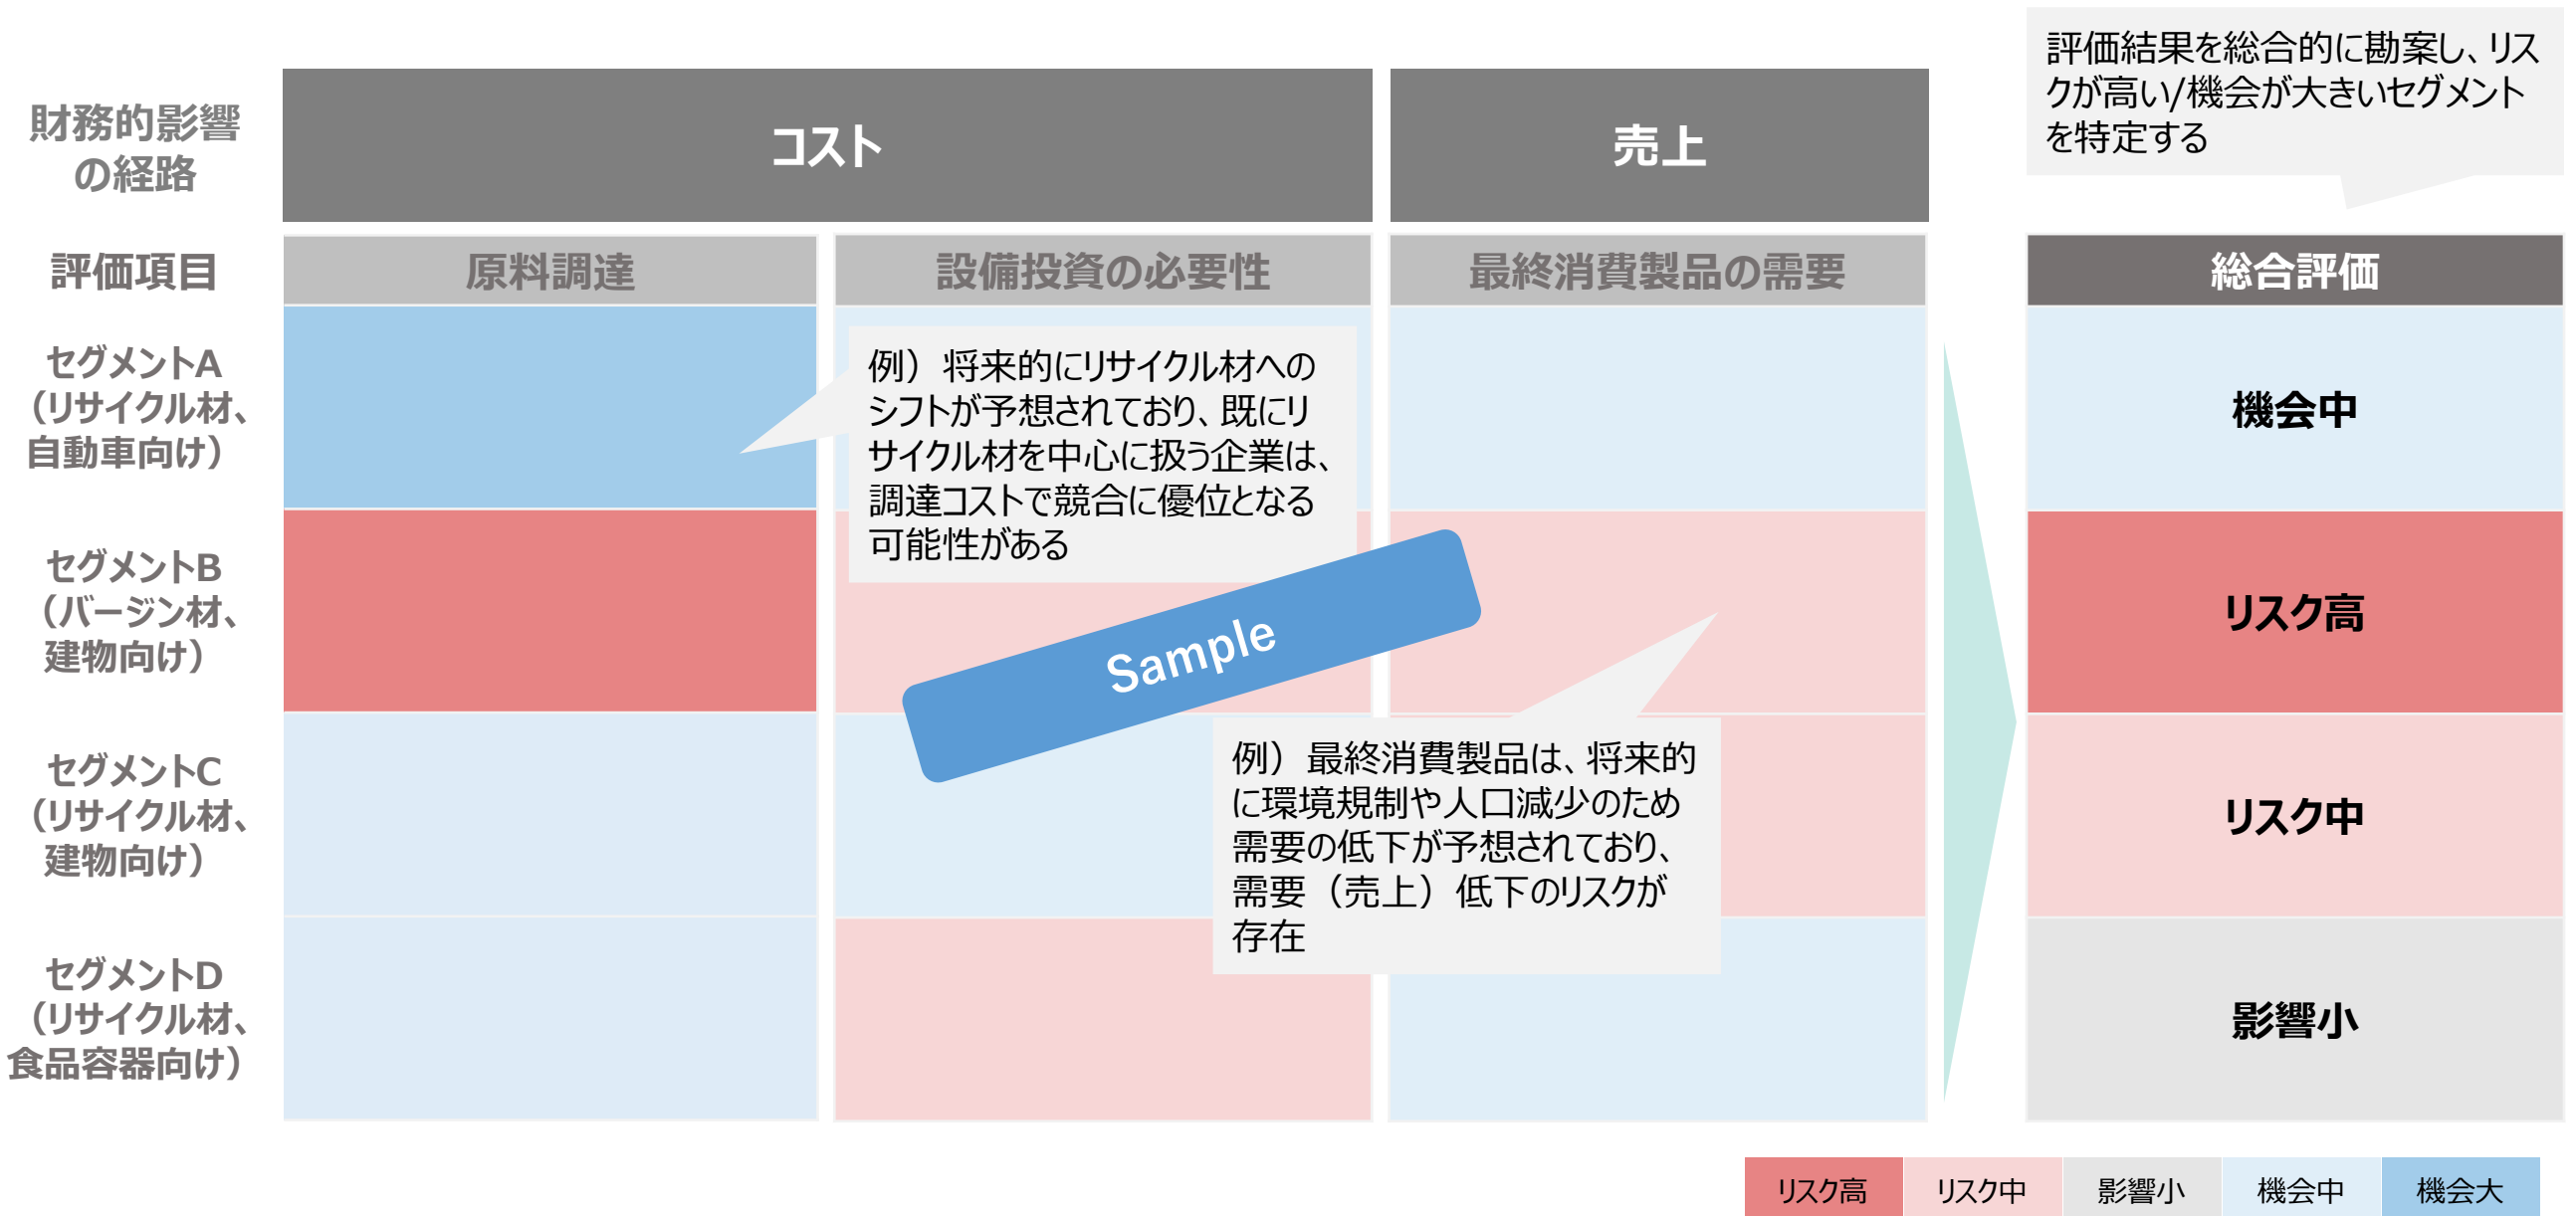 財務的影響
の経路
コスト
売上
評価結果を総合的に勘案し、リス
クが高い/機会が大きいセグメント
を特定する
評価項目
原料調達
設備投資の必要性
最終消費製品の需要
総合評価
セグメントA
（リサイクル材、
自動車向け）
例）将来的にリサイクル材への
シフトが予想されており、既にリ
サイクル材を中心に扱う企業は、
調達コストで競合に優位となる
可能性がある
機会中
セグメントB
（バージン材、
建物向け）
Sample
リスク高
セグメントC
（リサイクル材、
建物向け）
例）最終消費製品は、将来的
に環境規制や人口減少のため
需要の低下が予想されており、
需要（売上）低下のリスクが
存在
リスク中
セグメントD
（リサイクル材、
食品容器向け）
影響小
リスク高
リスク中
影響小
機会中
機会大